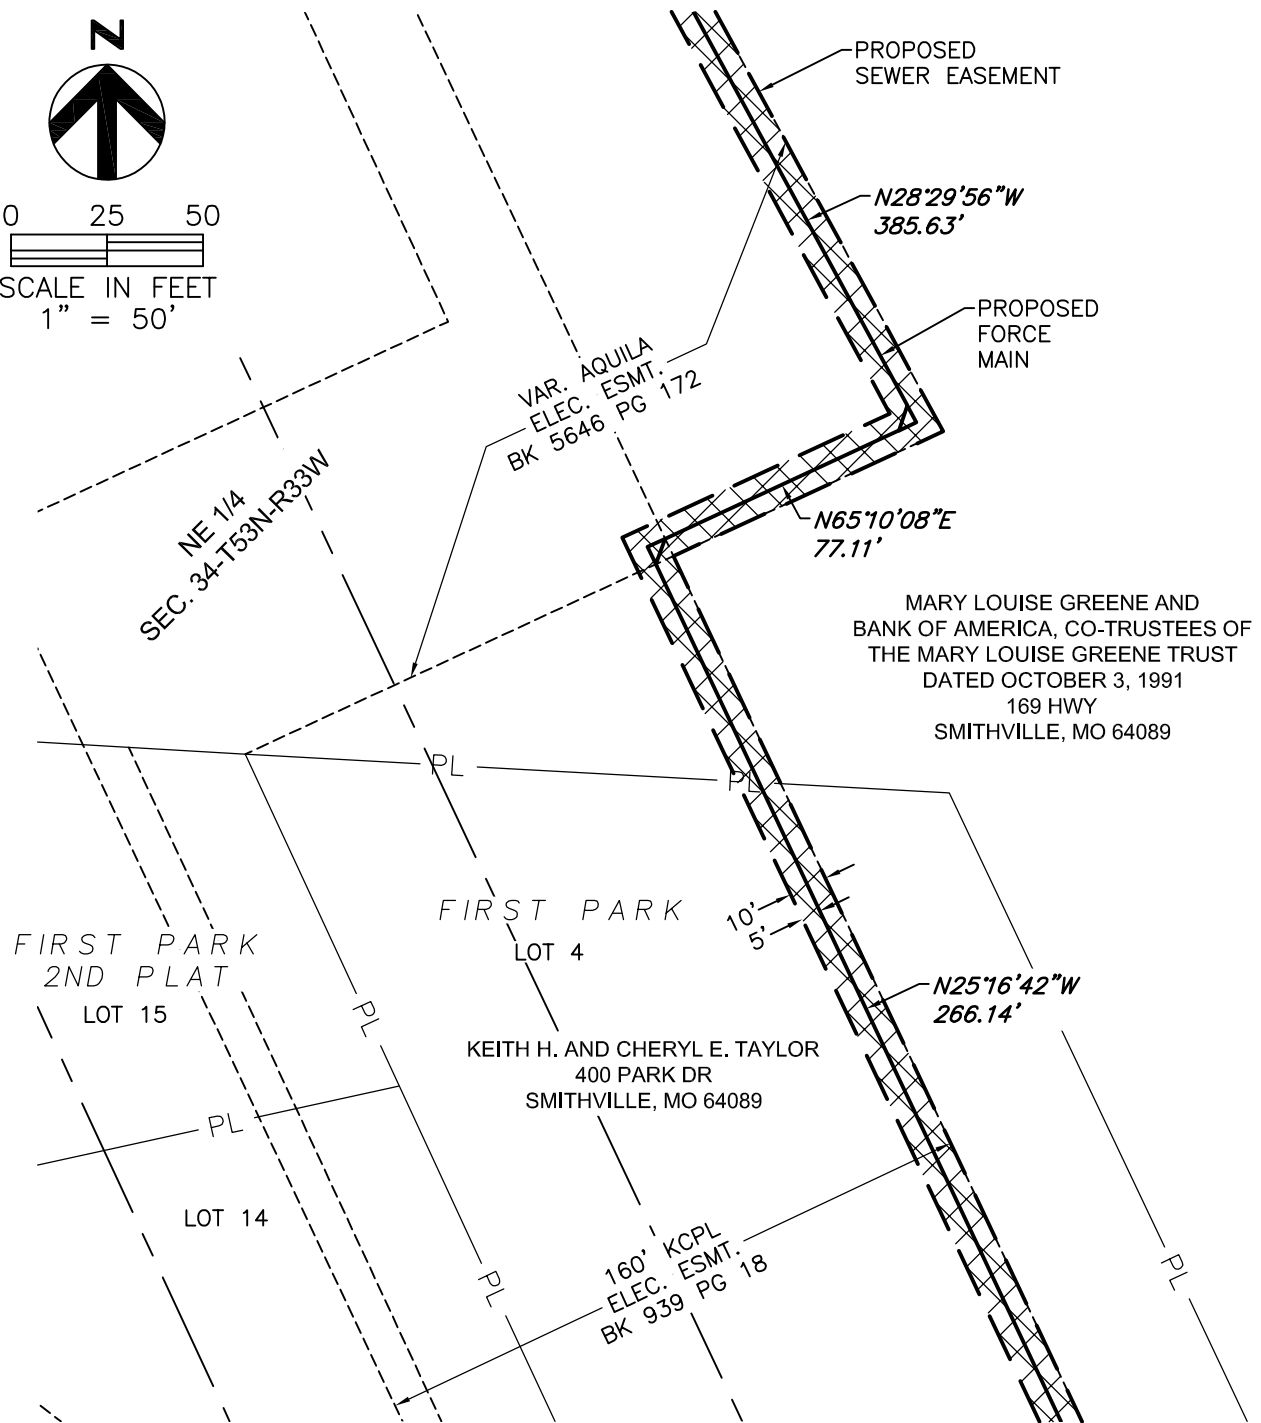 N
0 25 50
SCALE IN FEET
1" = 50'
PROPOSED
SEWER EASEMENT
N28°29'56"W
385.63'
PROPOSED
FORCE
MAIN
VAR. AQUILA
ELEC. ESMT.
BK 5646 PG 172
NE 1/4
SEC. 34-T53N-R33W
N65°10'08"E
77.11'
MARY LOUISE GREENE AND
BANK OF AMERICA, CO-TRUSTEES OF
THE MARY LOUISE GREENE TRUST
DATED OCTOBER 3, 1991
169 HWY
SMITHVILLE, MO 64089
PL
PL
FIRST PARK
LOT 4
10'
5'
FIRST PARK
2ND PLAT
LOT 15
N25°16'42"W
266.14'
PL
KEITH H. AND CHERYL E. TAYLOR
400 PARK DR
SMITHVILLE, MO 64089
PL
LOT 14
160' KCPL
ELEC. ESMT.
BK 939 PG 18
PL
PL